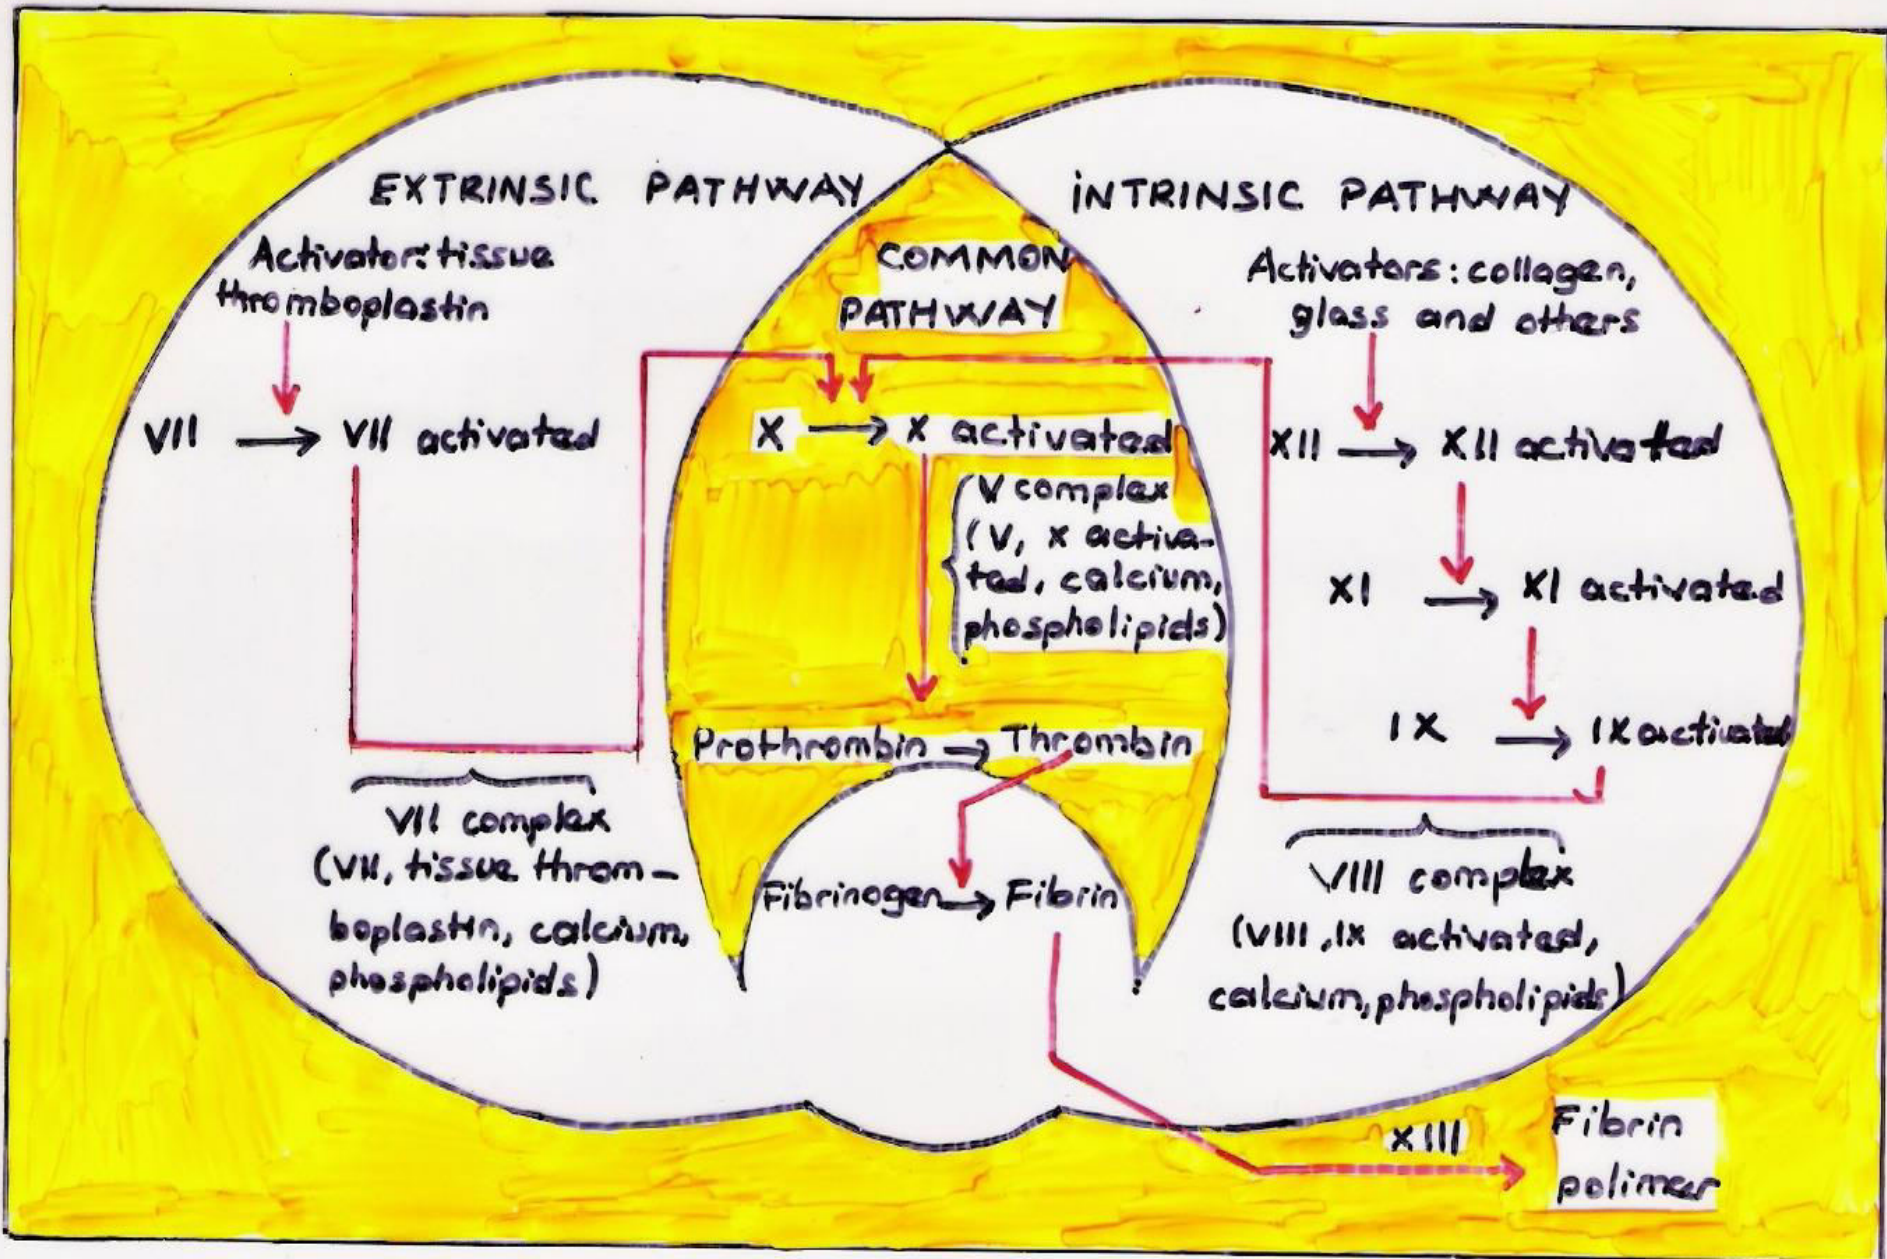 EXTRINSIC PATHWAY
Activator: tissue
thromboplastin
VII → VII activated
VII complex
(VII, tissue throm-
boplastin, calcium,
phospholipids)
COMMON
PATHWAY
X → X activated
V complex
(V, X activa-
ted, calcium,
phospholipids)
Prothrombin → Thrombin
Fibrinogen → Fibrin
INTRINSIC PATHWAY
Activators: collagen,
glass and others
XII → XII activated
XI → XI activated
IX → IX activated
VIII complex
(VIII, IX activated,
calcium, phospholipids)
XIII
Fibrin
polimer